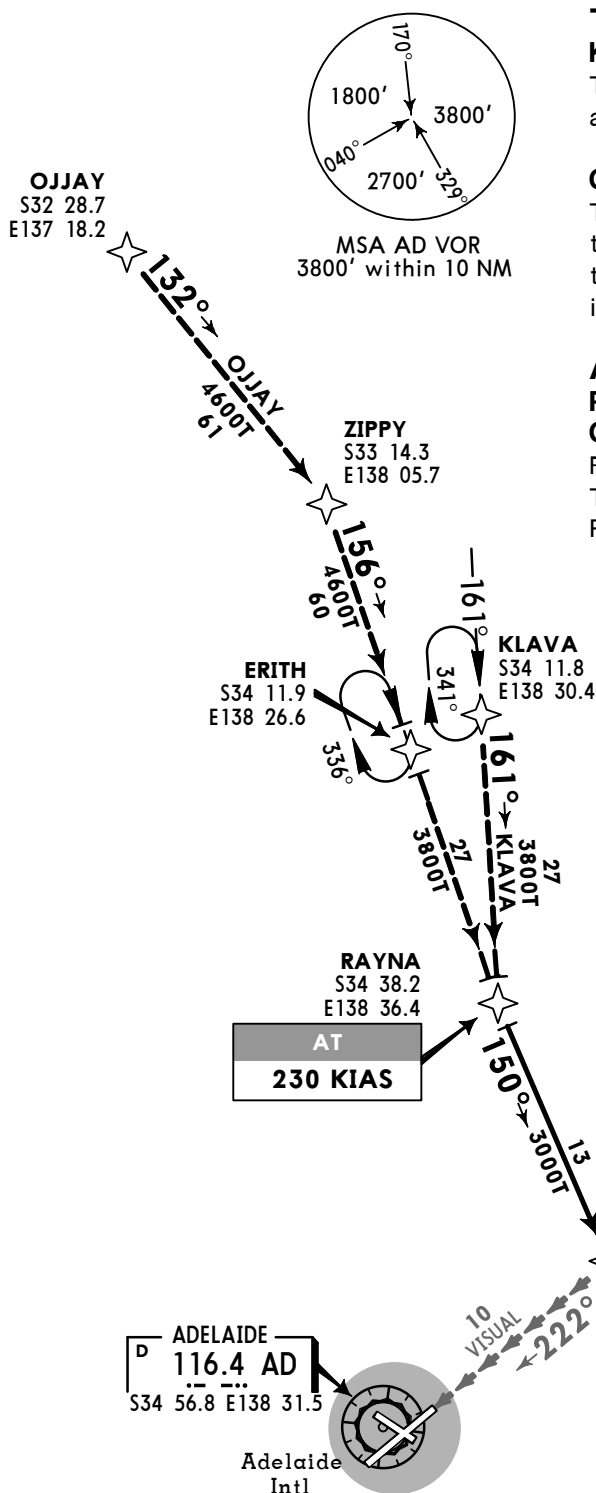 170°
1800'
3800'
040°
2700'
329°
MSA AD VOR
3800' within 10 NM
OJJAY
S32 28.7
E137 18.2
132°
OJJAY
4600T
61
ZIPPY
S33 14.3
E138 05.7
156°
4600T
60
161°
KLAVA
S34 11.8
E138 30.4
341°
ERITH
S34 11.9
E138 26.6
336°
161°
KLAVA
3800T
27
27
3800T
RAYNA
S34 38.2
E138 36.4
AT
230 KIAS
150°
3000T
13
10
VISUAL
222°
ADELAIDE
D 116.4 AD
S34 56.8 E138 31.5
Adelaide
Intl